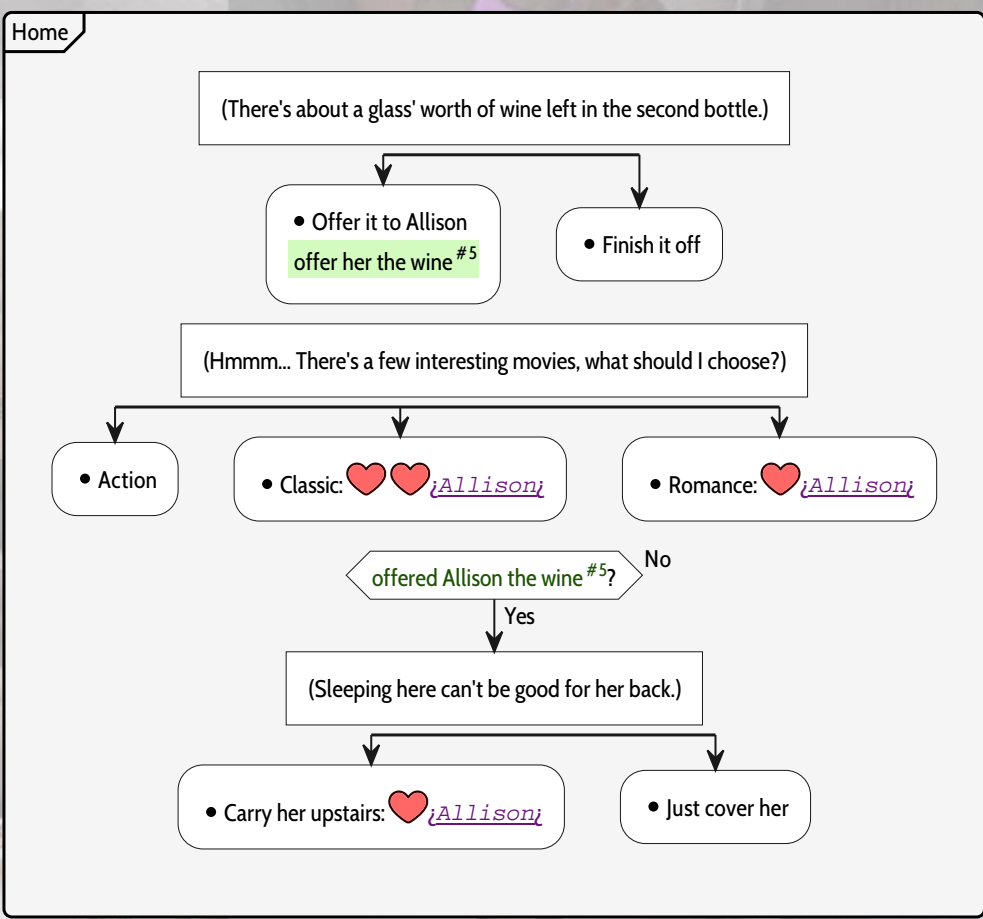 Home
(There's about a glass' worth of wine left in the second bottle.)
• Offer it to Allison
offer her the wine #5
• Finish it off
(Hmmm... There's a few interesting movies, what should I choose?)
• Action
• Classic: ❤❤¿Allison¿
• Romance: ❤¿Allison¿
offered Allison the wine #5?
No
Yes
(Sleeping here can't be good for her back.)
• Carry her upstairs: ❤¿Allison¿
• Just cover her